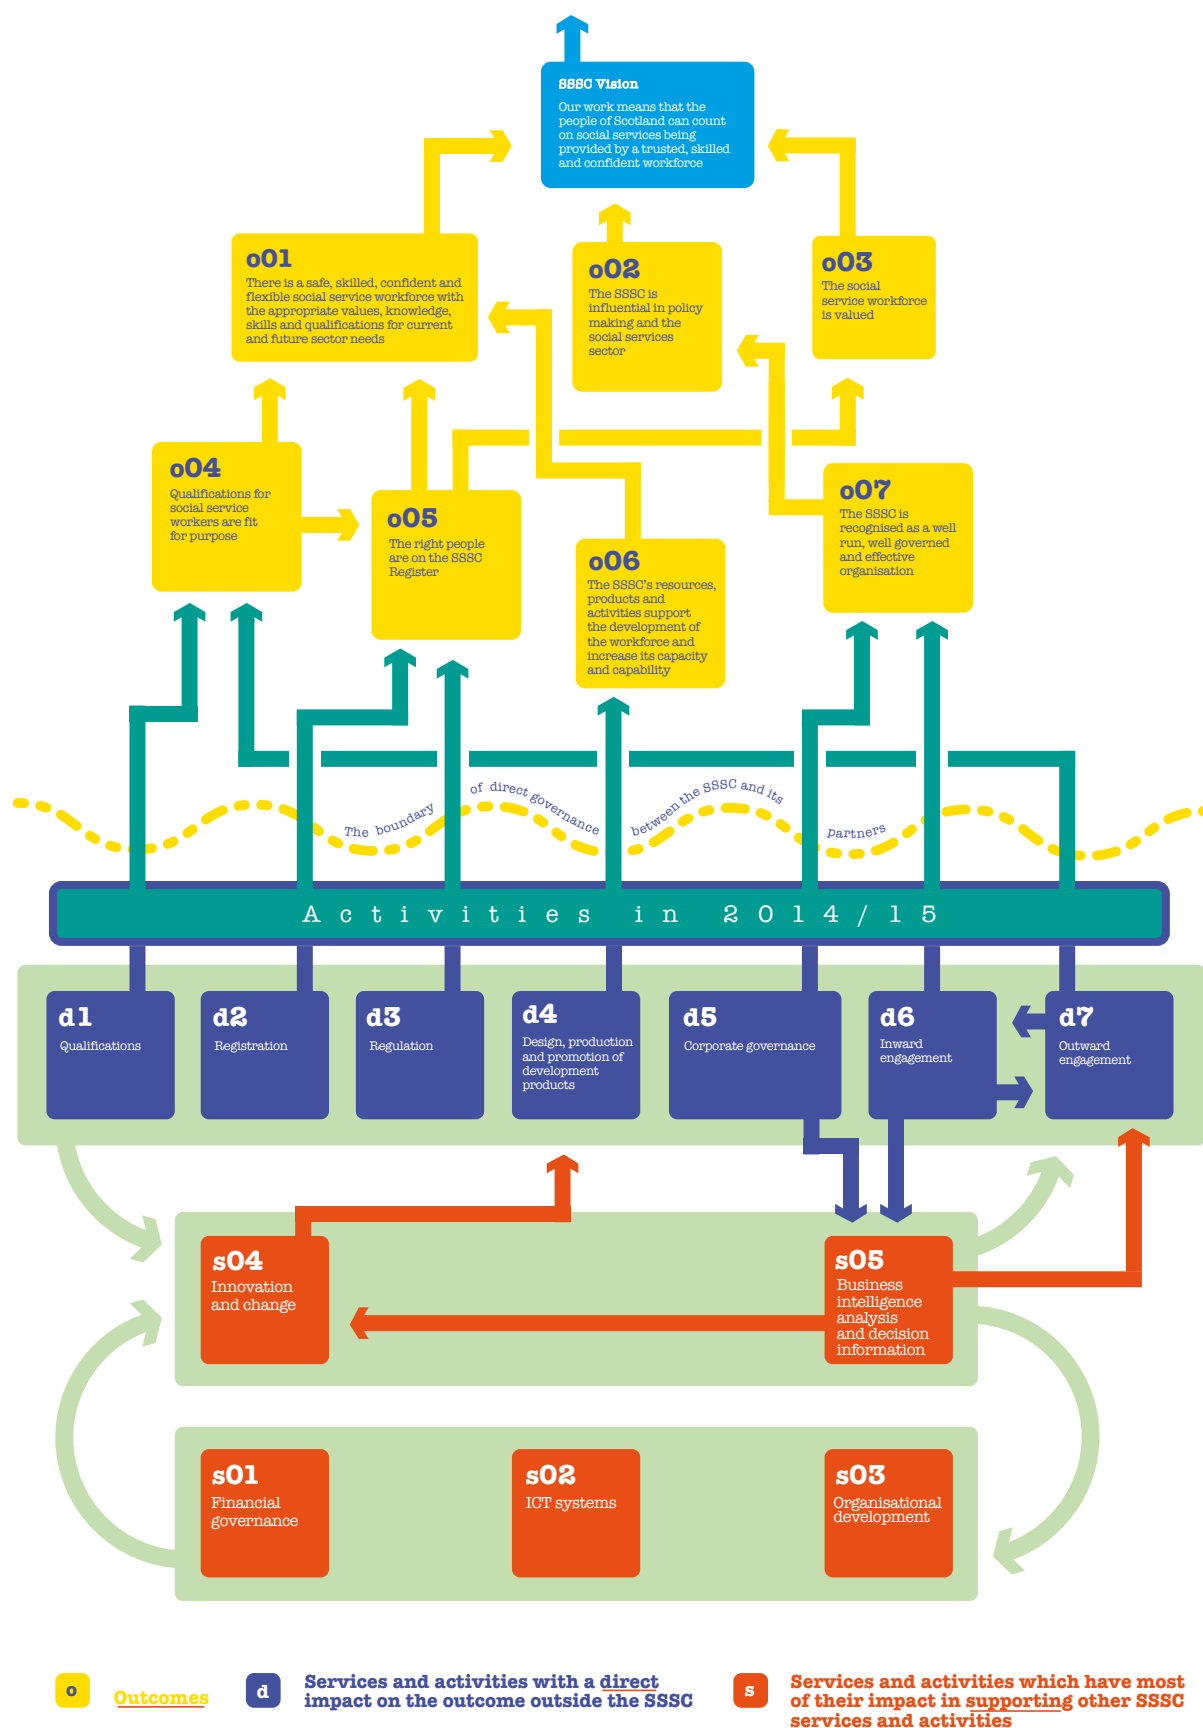 SSSC Vision
Our work means that the
people of Scotland can count
on social services being
provided by a trusted, skilled
and confident workforce
o01
There is a safe, skilled, confident and
flexible social service workforce with
the appropriate values, knowledge,
skills and qualifications for current
and future sector needs
o02
The SSSC is
influential in policy
making and the
social services
sector
o03
The social
service workforce
is valued
o04
Qualifications for
social service
workers are fit
for purpose
o05
The right people
are on the SSSC
Register
o06
The SSSC's resources,
products and
activities support
the development of
the workforce and
increase its capacity
and capability
o07
The SSSC is
recognised as a well
run, well governed
and effective
organisation
The boundary of direct governance between the SSSC and its partners
Activities in 2014/15
d1
Qualifications
d2
Registration
d3
Regulation
d4
Design, production
and promotion of
development
products
d5
Corporate governance
d6
Inward
engagement
d7
Outward
engagement
s04
Innovation
and change
s05
Business
intelligence
analysis
and decision
information
s01
Financial
governance
s02
ICT systems
s03
Organisational
development
o
Outcomes
d
Services and activities with a direct
impact on the outcome outside the SSSC
s
Services and activities which have most
of their impact in supporting other SSSC
services and activities